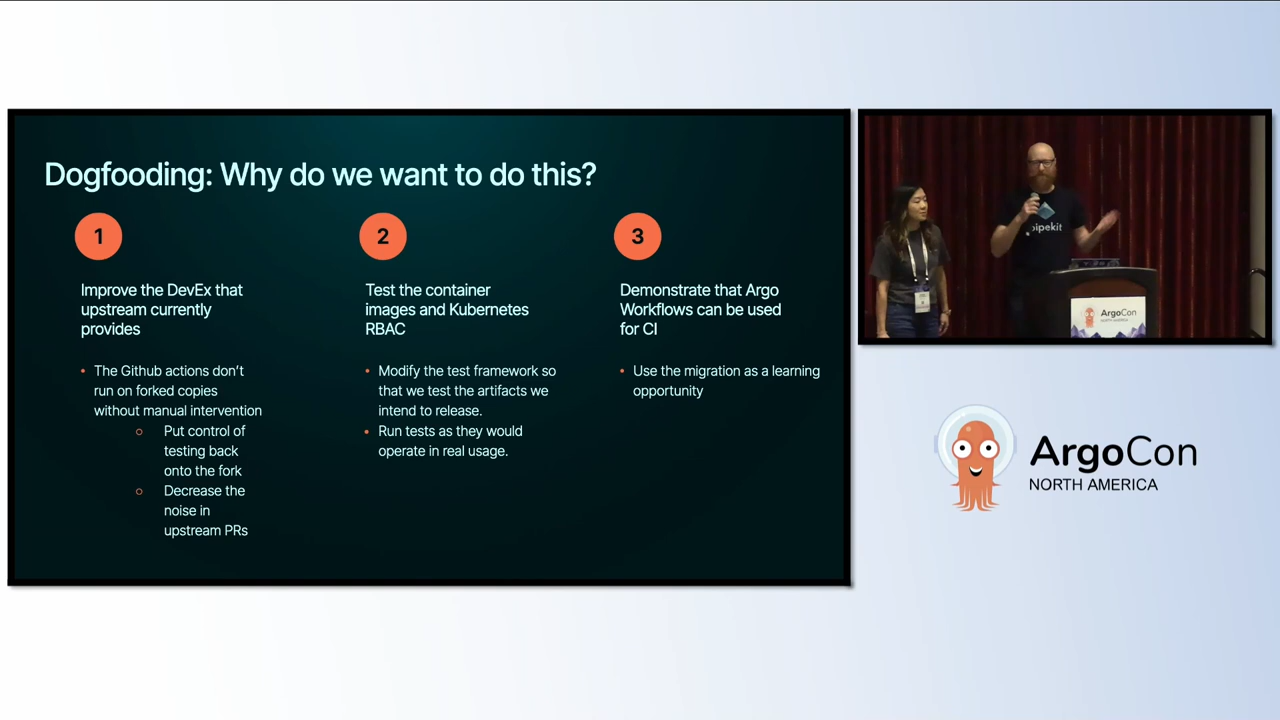 Dogfooding: Why do we want to do this?
1
Improve the DevEx that
upstream currently
provides
• The Github actions don't
run on forked copies
without manual intervention
○ Put control of
testing back
onto the fork
○ Decrease the
noise in
upstream PRs
2
Test the container
images and Kubernetes
RBAC
• Modify the test framework so
that we test the artifacts we
intend to release.
• Run tests as they would
operate in real usage.
3
Demonstrate that Argo
Workflows can be used
for CI
• Use the migration as a learning
opportunity
pipekit
ArgoCon
NORTH AMERICA
ArgoCon
NORTH AMERICA